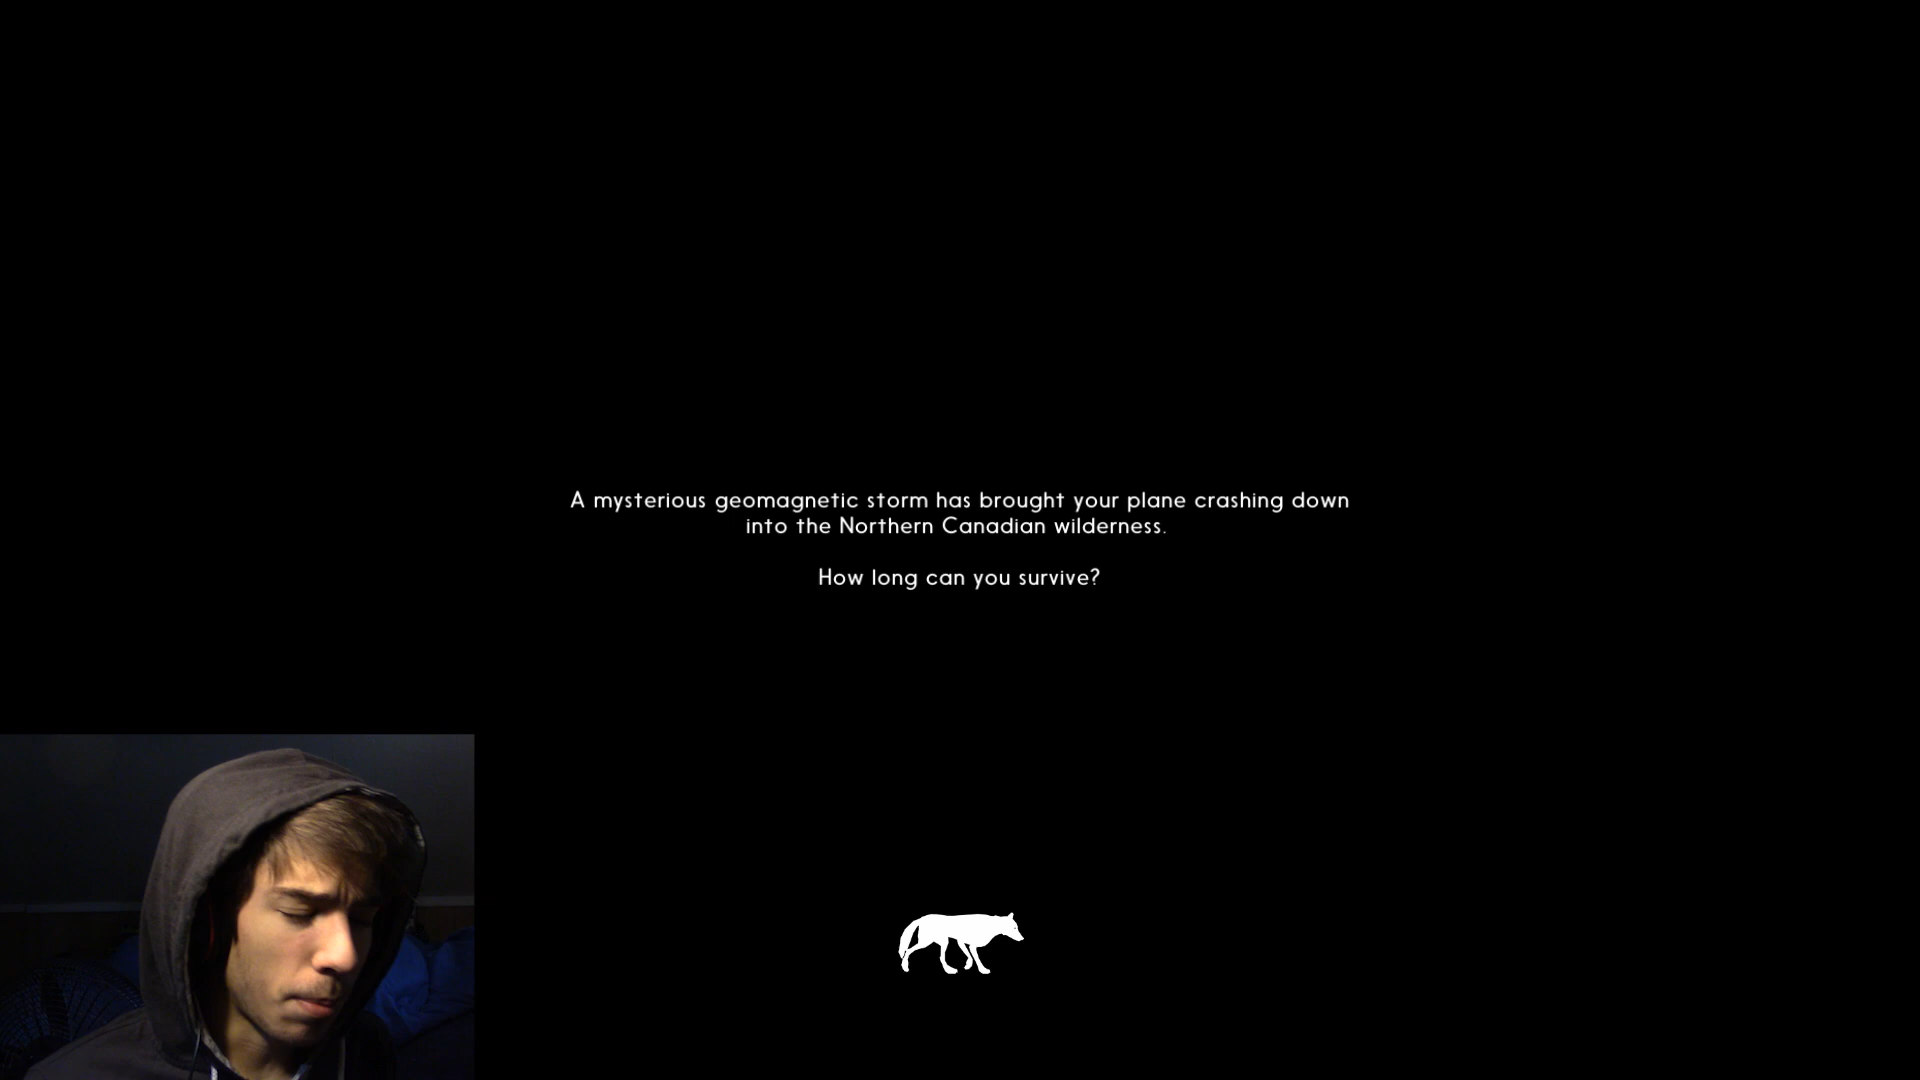 A mysterious geomagnetic storm has brought your plane crashing down
into the Northern Canadian wilderness.
How long can you survive?